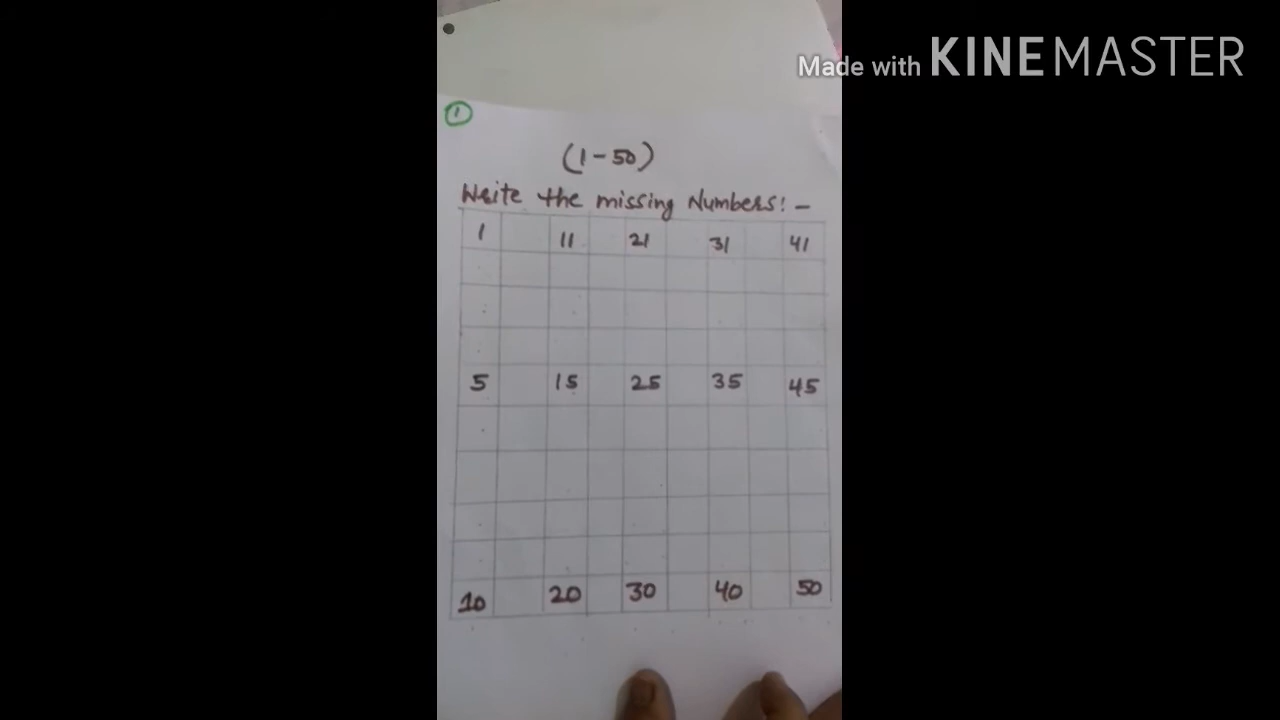 Made with KINEMASTER
1
(1-50)
Write the missing Numbers:-
1 11 21 31 41
5 15 25 35 45
10 20 30 40 50